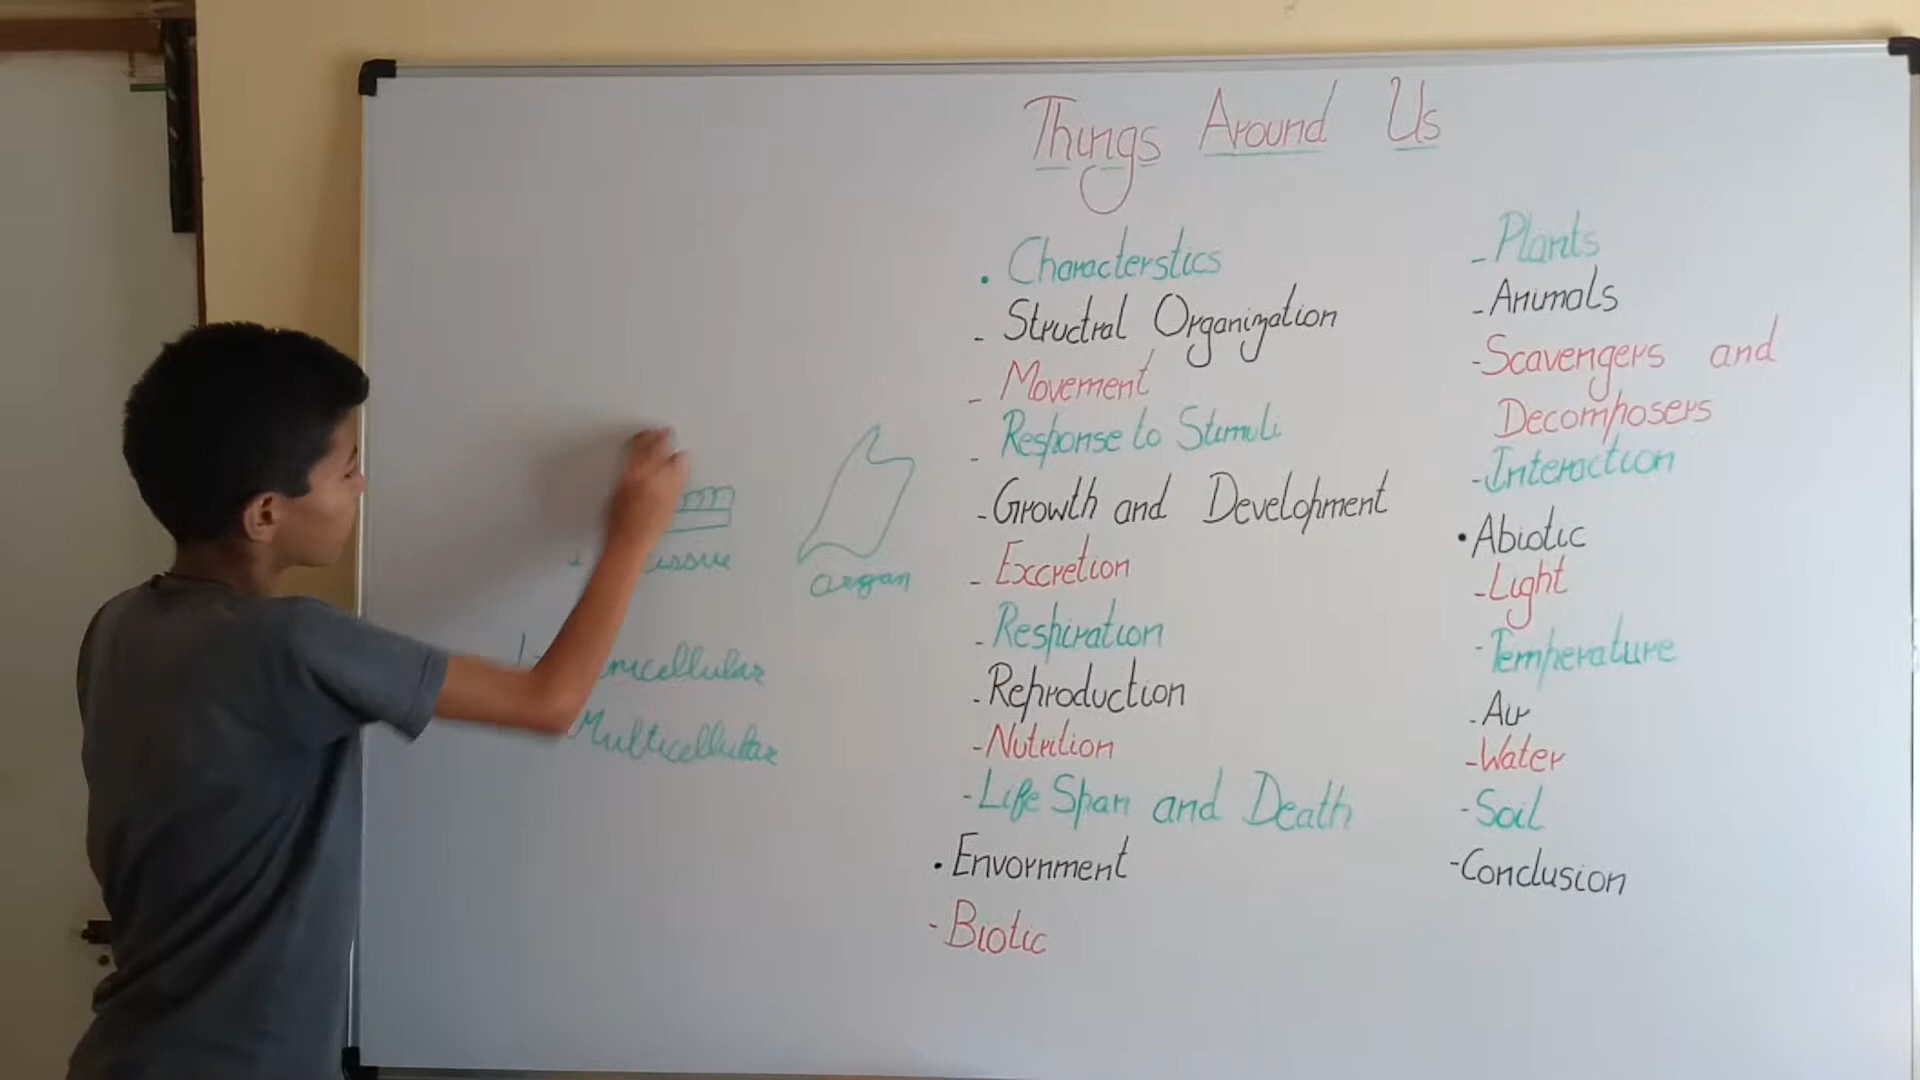 Things Around Us
tissue
organ
unicellular
Multicellular
. Characterstics
- Structral Organization
- Movement
- Response to Stimuli
- Growth and Development
- Excretion
- Respiration
- Reproduction
- Nutrition
- Life Span and Death
. Envornment
- Biotic
- Plants
- Animals
- Scavengers and
Decomposers
- Interaction
• Abiotic
- Light
- Temperature
- Air
- Water
- Soil
- Conclusion